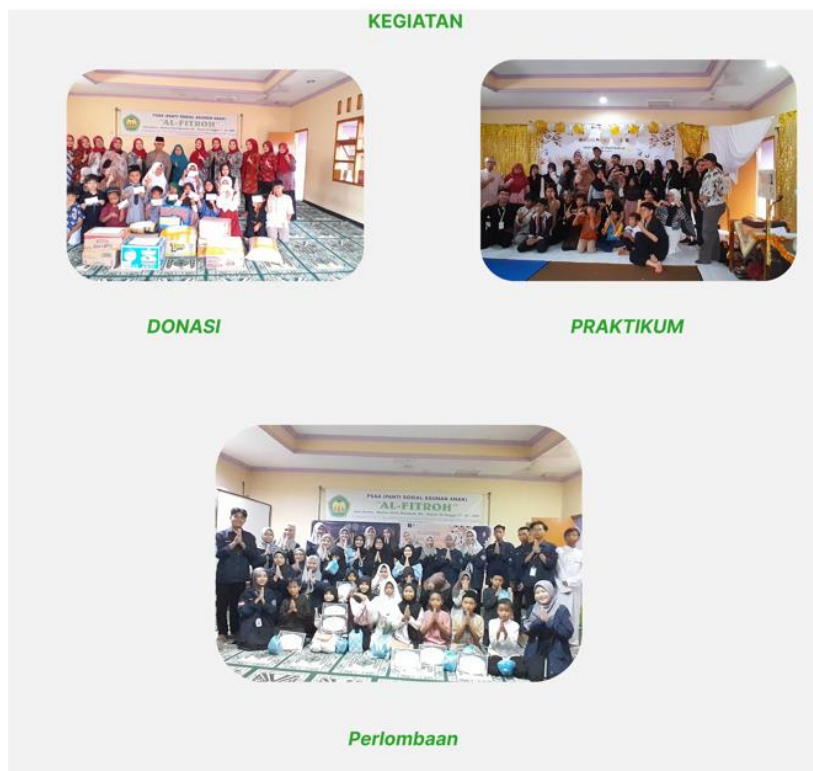 KEGIATAN
PSAA (PANTI SOSIAL ASUHAN ANAK)
"AL-FITROH"
DONASI
PRAKTIKUM
PSAA (PANTI SOSIAL ASUHAN ANAK)
"AL-FITROH"
Perlombaan